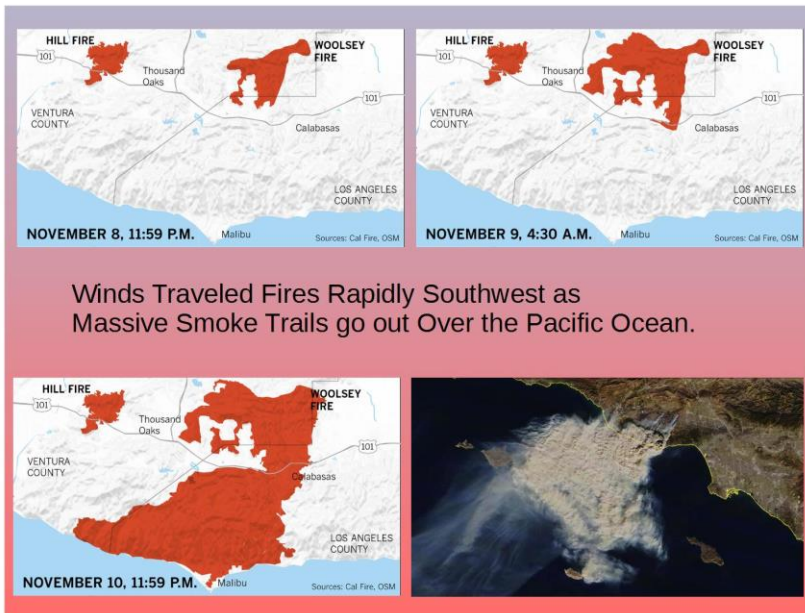 HILL FIRE
101
Thousand
Oaks
WOOLSEY
FIRE
VENTURA
COUNTY
101
Calabasas
LOS ANGELES
COUNTY
NOVEMBER 8, 11:59 P.M.
Malibu
Sources: Cal Fire, OSM
HILL FIRE
101
Thousand
Oaks
WOOLSEY
FIRE
VENTURA
COUNTY
101
Calabasas
LOS ANGELES
COUNTY
NOVEMBER 9, 4:30 A.M.
Malibu
Sources: Cal Fire, OSM
Winds Traveled Fires Rapidly Southwest as
Massive Smoke Trails go out Over the Pacific Ocean.
HILL FIRE
101
Thousand
Oaks
WOOLSEY
FIRE
VENTURA
COUNTY
101
Calabasas
LOS ANGELES
COUNTY
NOVEMBER 10, 11:59 P.M.
Malibu
Sources: Cal Fire, OSM